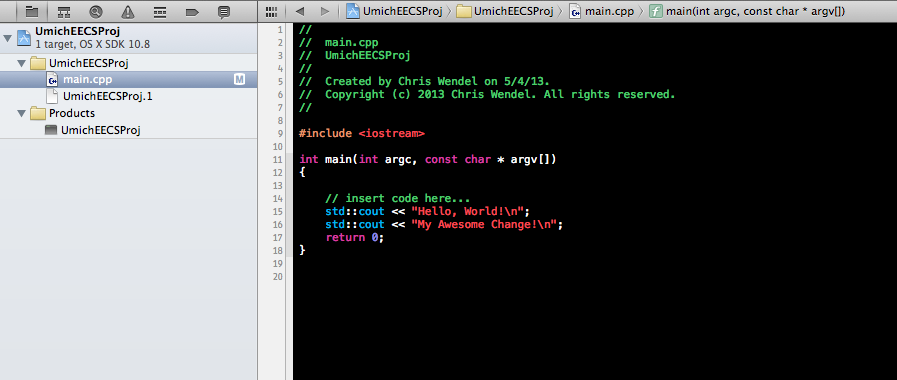 UmichEECSProj
1 target, OS X SDK 10.8
UmichEECSProj
main.cpp M
UmichEECSProj.1
Products
UmichEECSProj
UmichEECSProj UmichEECSProj main.cpp main(int argc, const char * argv[])
1 //
2 // main.cpp
3 // UmichEECSProj
4 //
5 // Created by Chris Wendel on 5/4/13.
6 // Copyright (c) 2013 Chris Wendel. All rights reserved.
7 //
8
9 #include <iostream>
10
11 int main(int argc, const char * argv[])
12 {
13
14 // insert code here...
15 std::cout << "Hello, World!\n";
16 std::cout << "My Awesome Change!\n";
17 return 0;
18 }
19
20